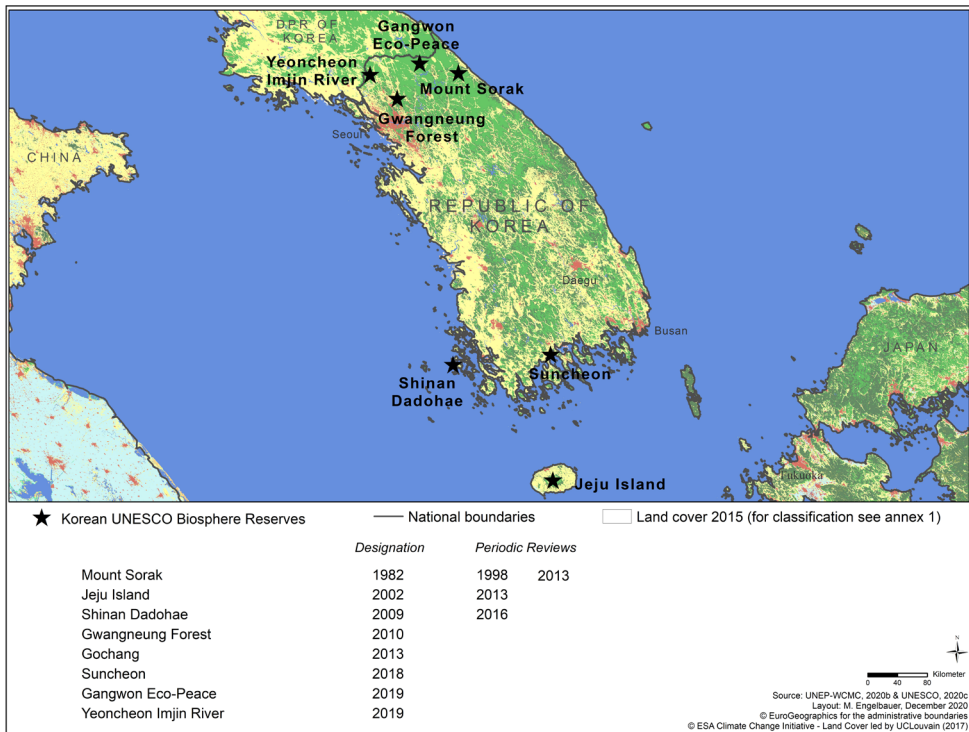 DPR OF
KOREA
Gangwon
Eco-Peace
Yeoncheon
Imjin River
Mount Sorak
Gwangneung
Forest
Seoul
CHINA
REPUBLIC OF
KOREA
Daegu
Busan
JAPAN
Shinan
Dadohae
Suncheon
Fukuoka
Jeju Island
Korean UNESCO Biosphere Reserves
National boundaries
Land cover 2015 (for classification see annex 1)
Designation Periodic Reviews
Mount Sorak 1982 1998 2013
Jeju Island 2002 2013
Shinan Dadohae 2009 2016
Gwangneung Forest 2010
Gochang 2013
Suncheon 2018
Gangwon Eco-Peace 2019
Yeoncheon Imjin River 2019
N
Kilometer
0 40 80
Source: UNEP-WCMC, 2020b & UNESCO, 2020c
Layout: M. Engelbauer, December 2020
© EuroGeographics for the administrative boundaries
© ESA Climate Change Initiative - Land Cover led by UCLouvain (2017)